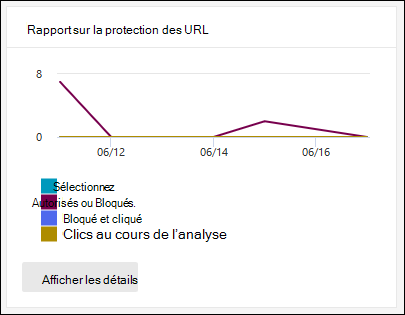 Rapport sur la protection des URL
8
0
06/12 06/14 06/16
Sélectionnez
Autorisés ou Bloqués.
Bloqué et cliqué
Clics au cours de l'analyse
Afficher les détails